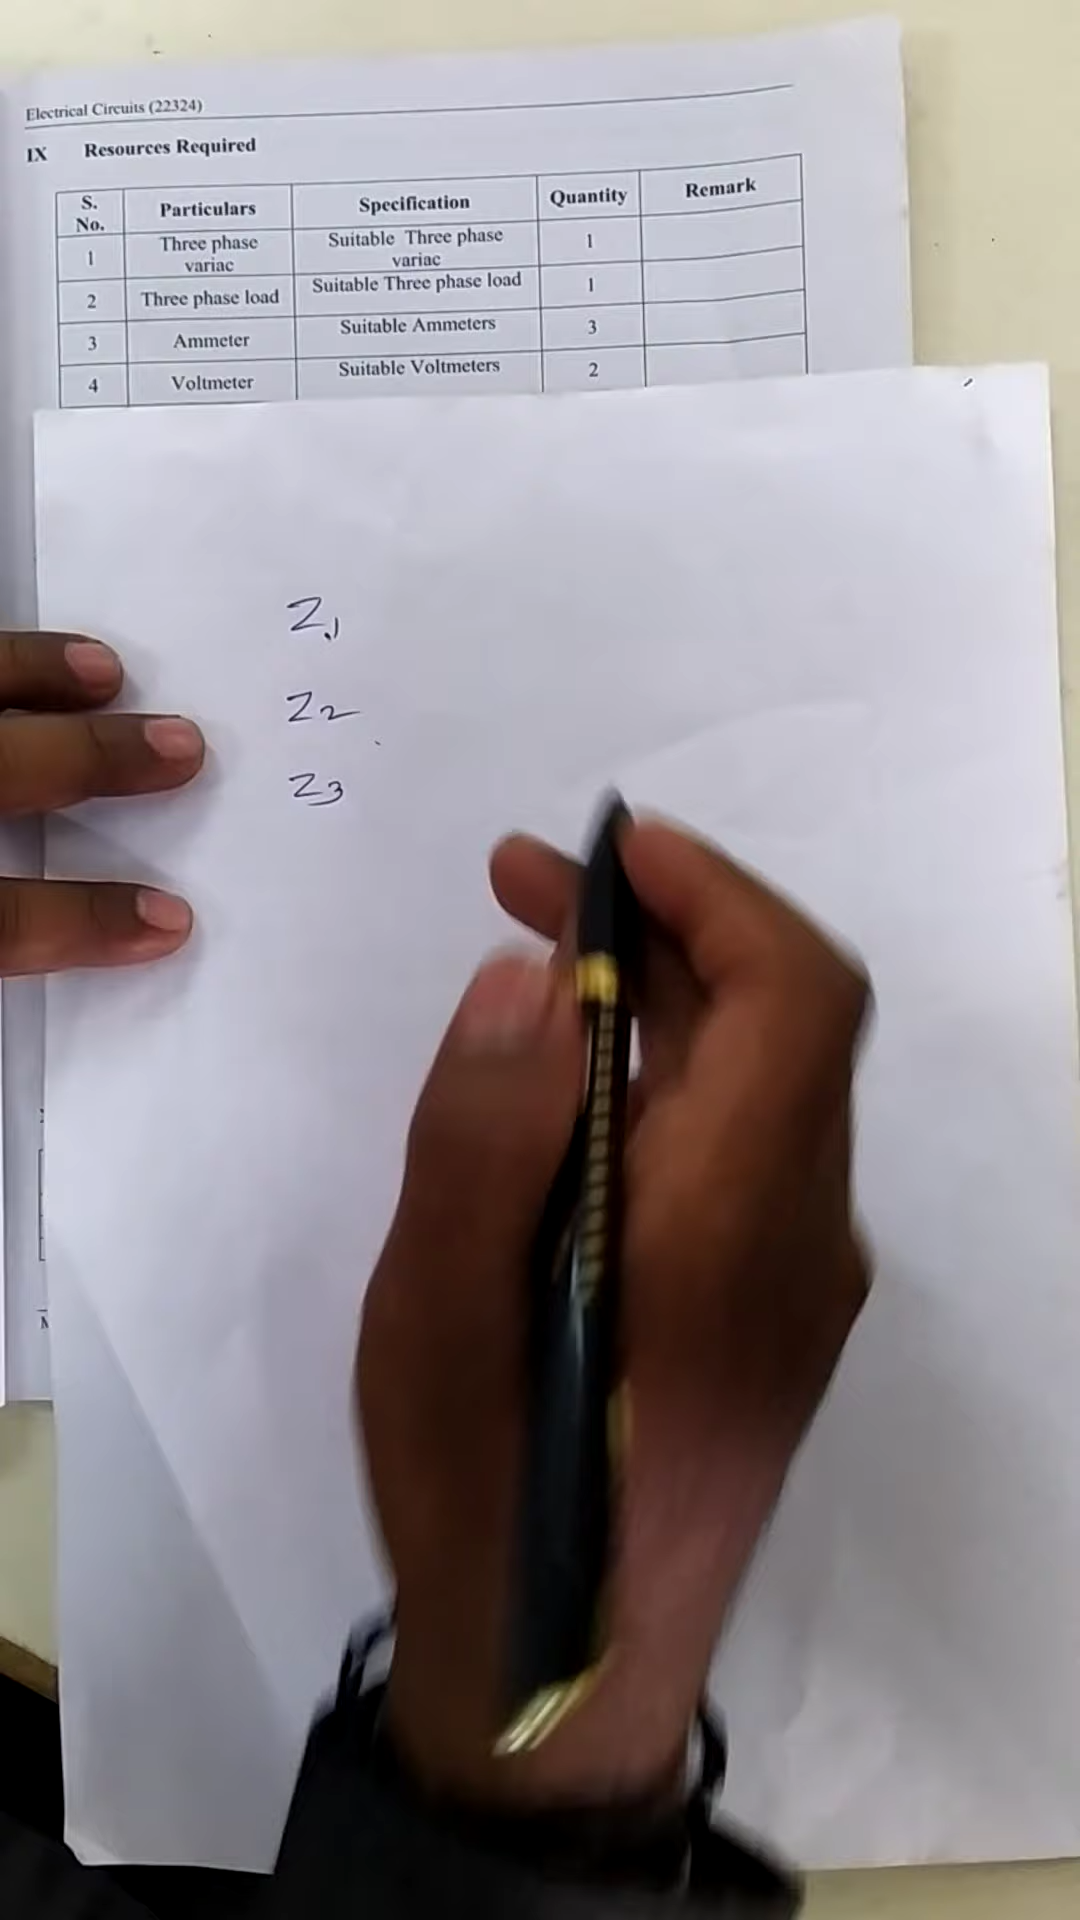 Electrical Circuits (22324)
IX Resources Required
S. No. Particulars Specification Quantity Remark
1 Three phase variac Suitable Three phase variac 1
2 Three phase load Suitable Three phase load 1
3 Ammeter Suitable Ammeters 3
4 Voltmeter Suitable Voltmeters 2
Z1
Z2
Z3